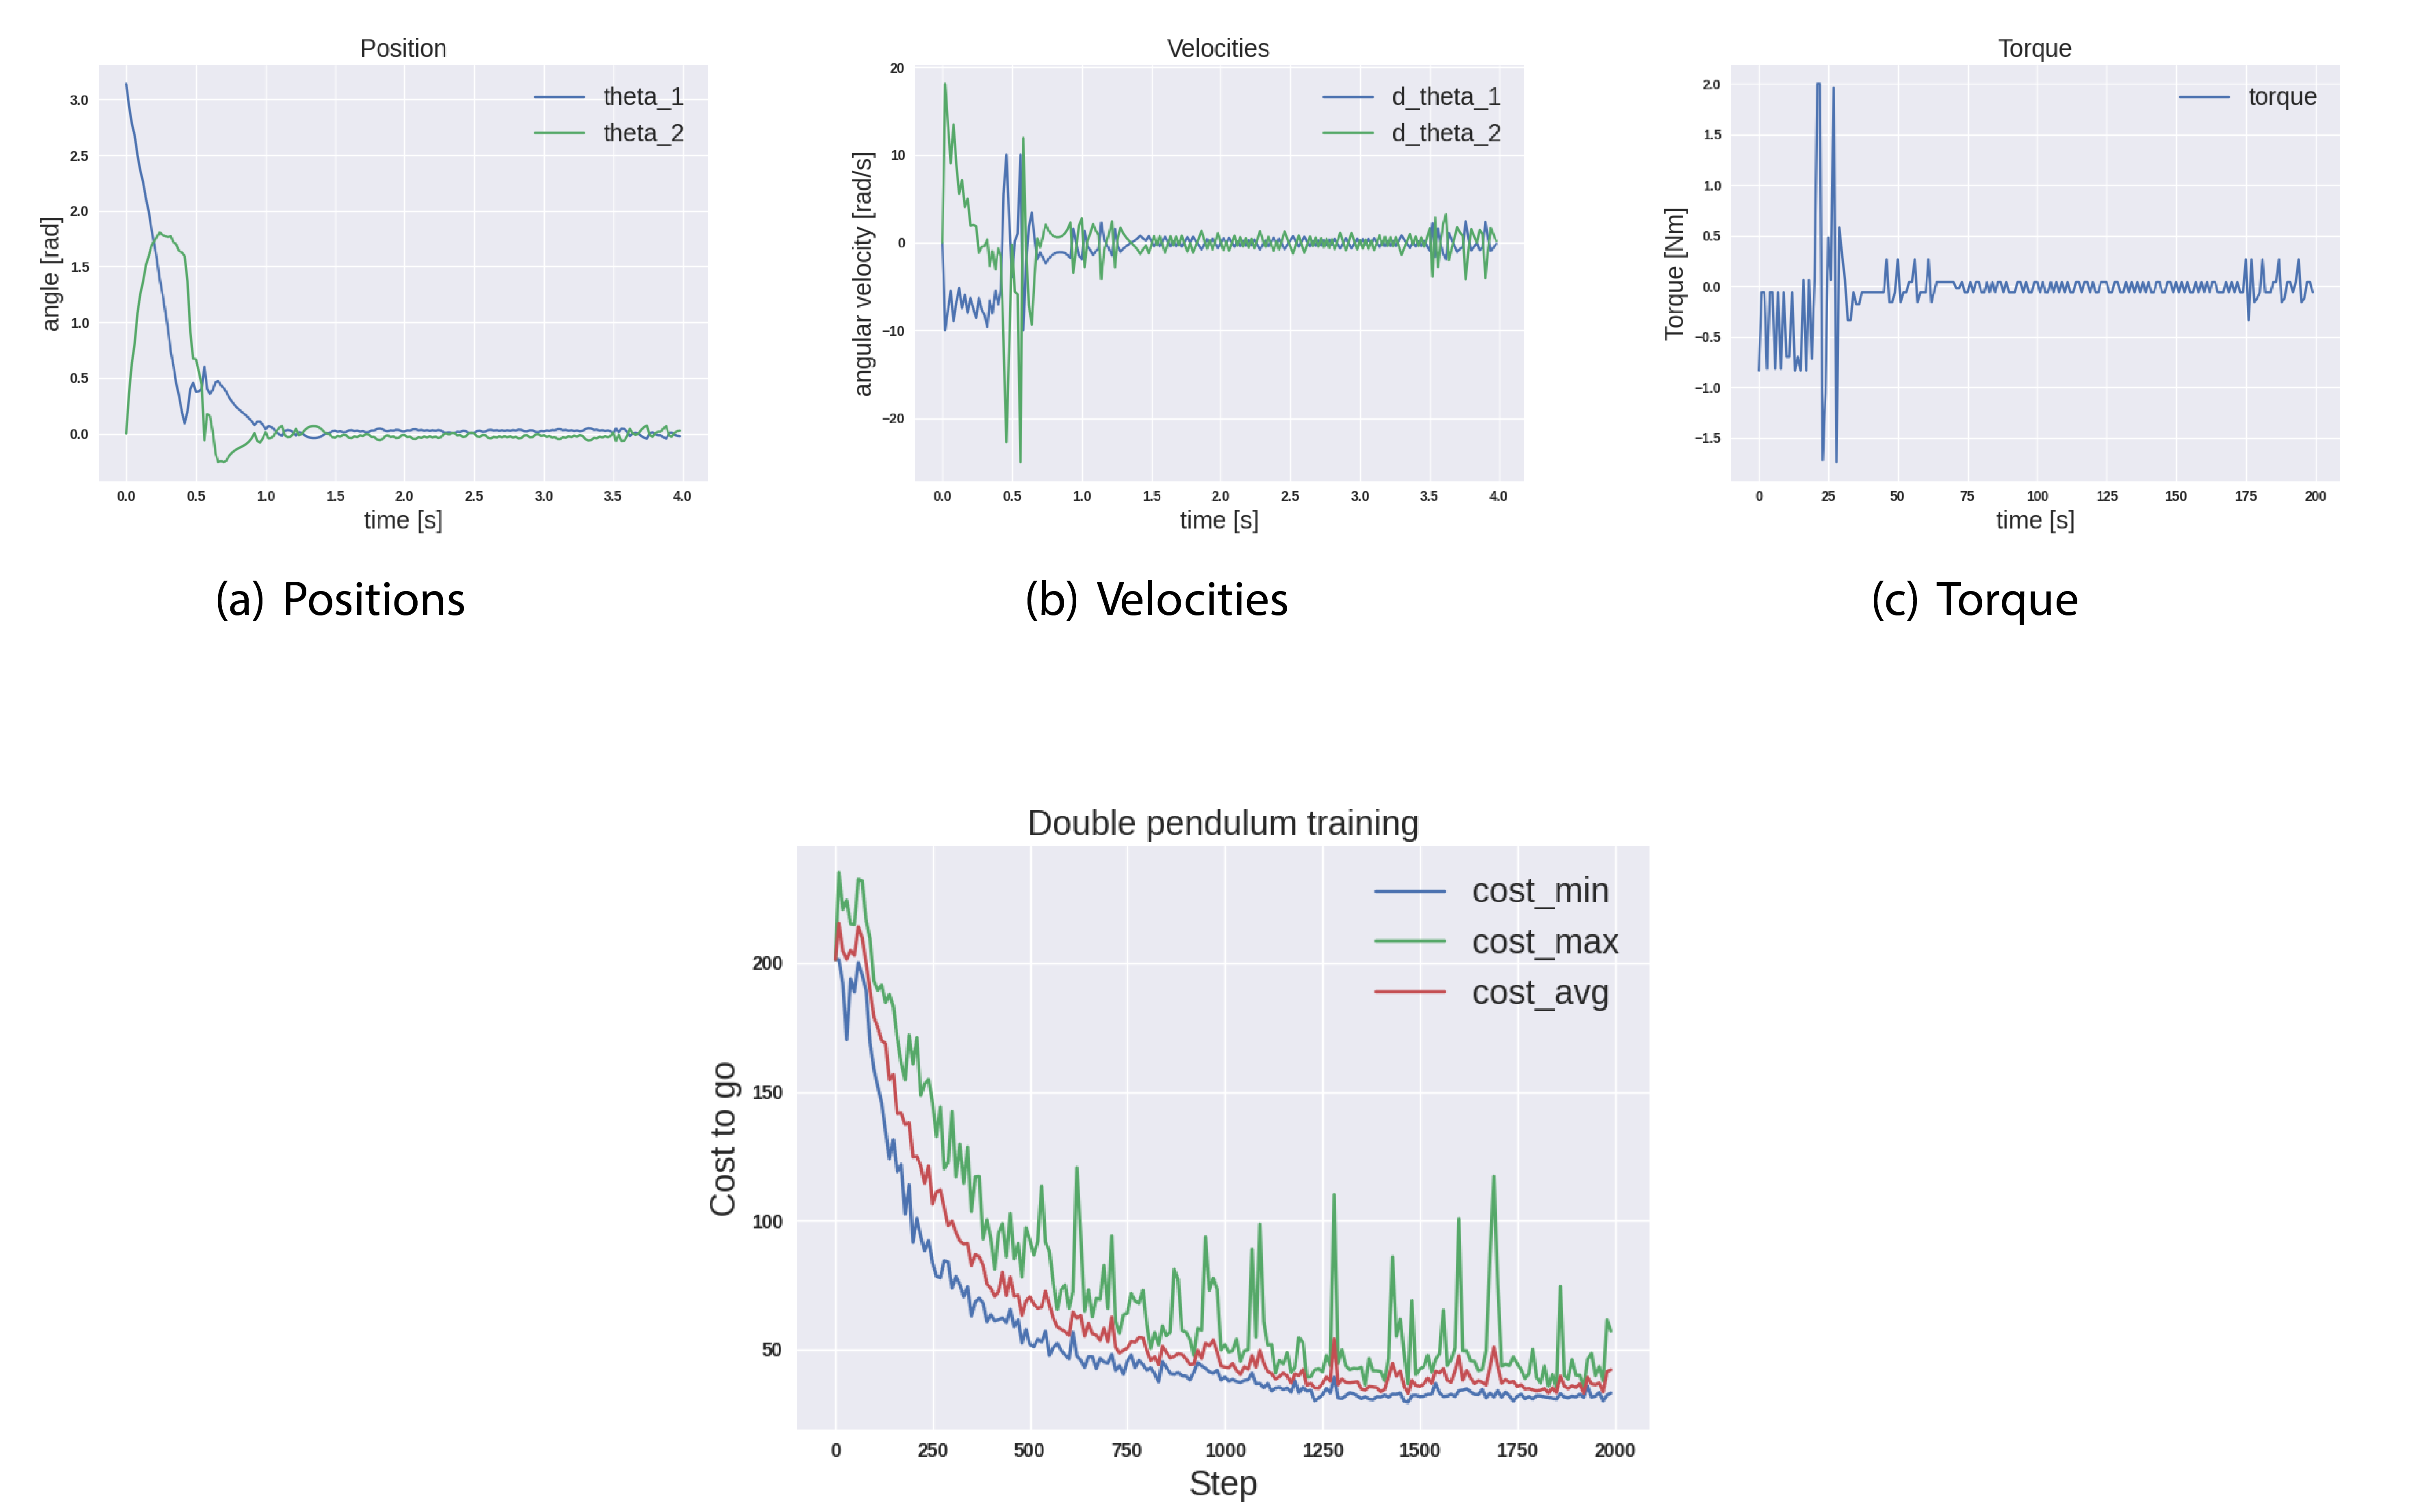 Position
3.0
2.5
2.0
1.5
1.0
0.5
0.0
angle [rad]
theta_1
theta_2
0.0 0.5 1.0 1.5 2.0 2.5 3.0 3.5 4.0
time [s]
(a) Positions
Velocities
20
10
0
−10
−20
angular velocity [rad/s]
d_theta_1
d_theta_2
0.0 0.5 1.0 1.5 2.0 2.5 3.0 3.5 4.0
time [s]
(b) Velocities
Torque
2.0
1.5
1.0
0.5
0.0
−0.5
−1.0
−1.5
Torque [Nm]
torque
0 25 50 75 100 125 150 175 200
time [s]
(c) Torque
Double pendulum training
200
150
100
50
Cost to go
cost_min
cost_max
cost_avg
0 250 500 750 1000 1250 1500 1750 2000
Step